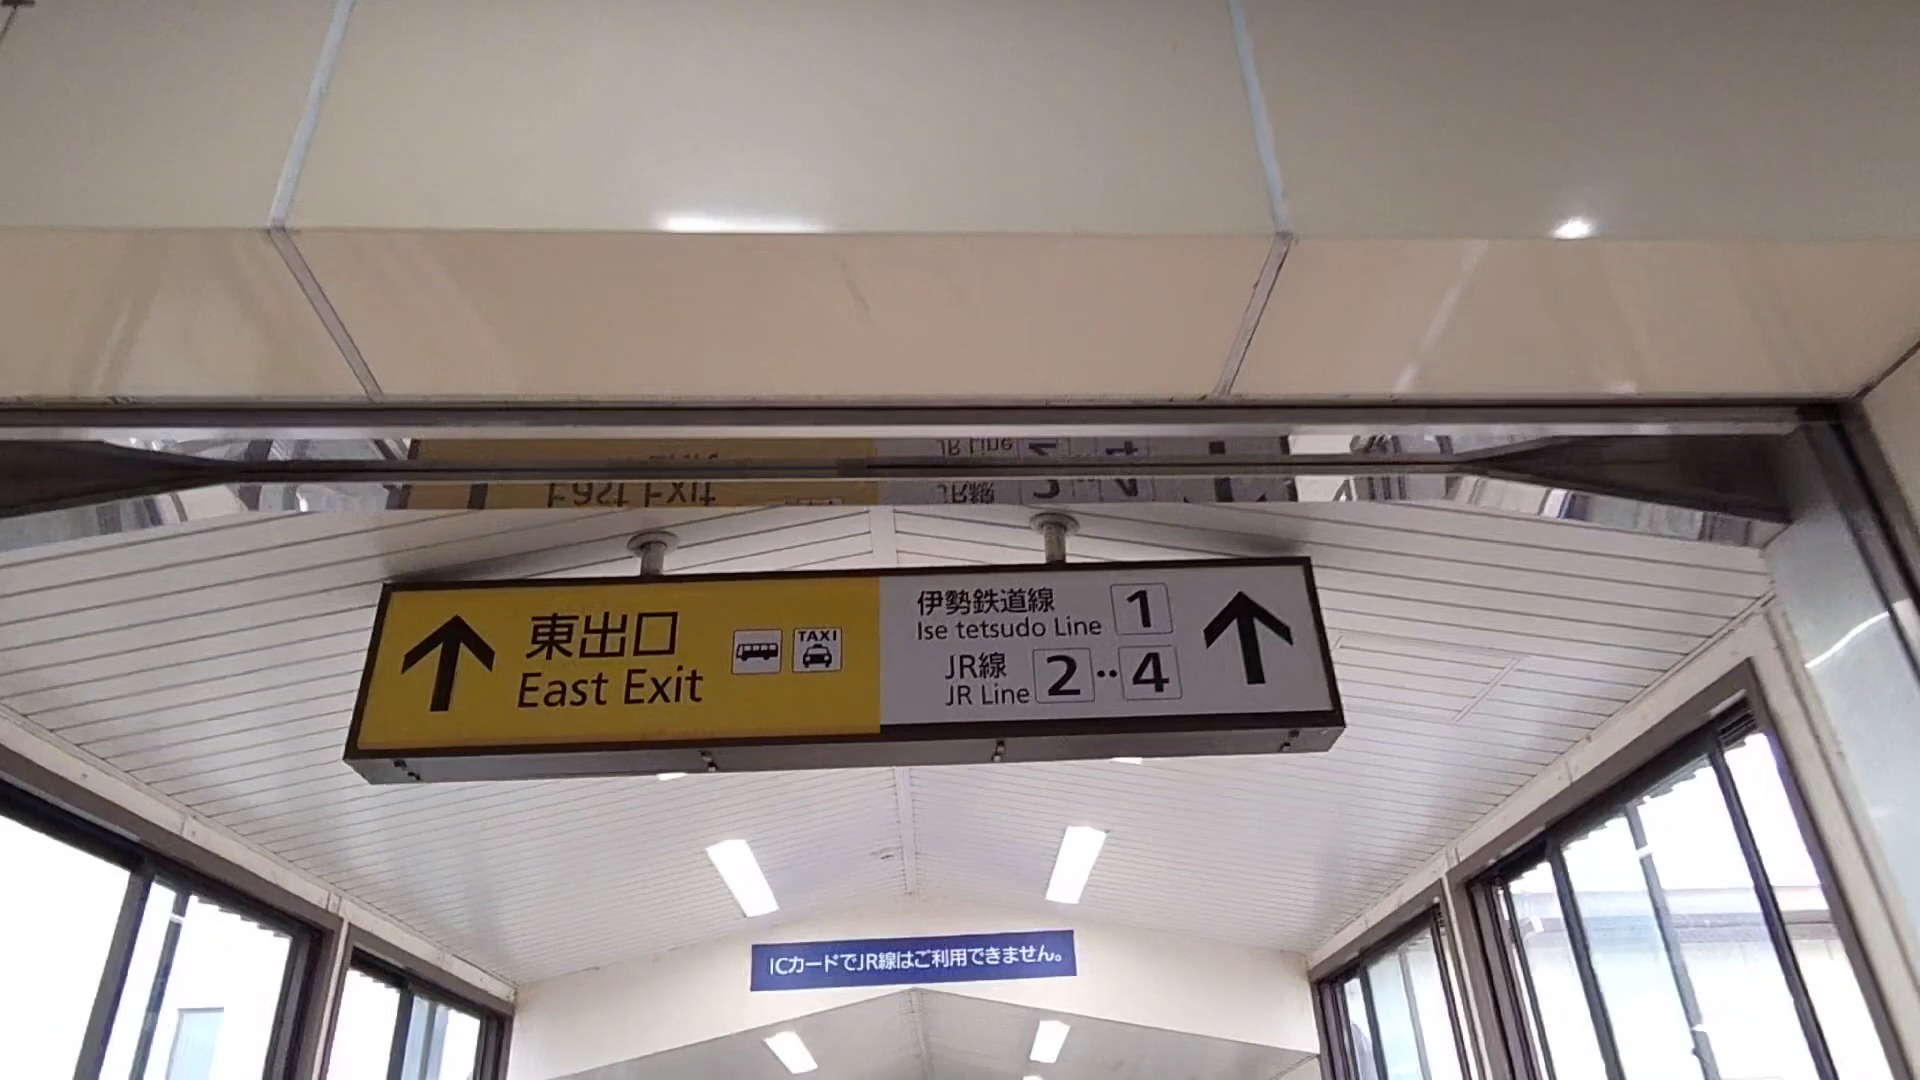 東出口
East Exit
TAXI
伊勢鉄道線 1
Ise tetsudo Line
JR線 2‥4
JR Line
ICカードでJR線はご利用できません。